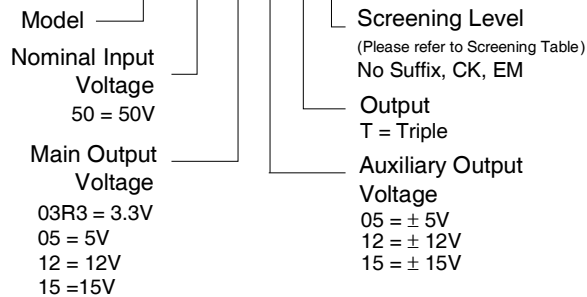 Model
Nominal Input
Voltage
50 = 50V
Main Output
Voltage
03R3 = 3.3V
05 =5V
12 = 12V
15 =15V
Screening Level
(Please refer to Screening Table)
No Suffix, CK, EM
Output
T = Triple
Auxiliary Output
Voltage
05 = ± 5V
12 = ± 12V
15 = ± 15V